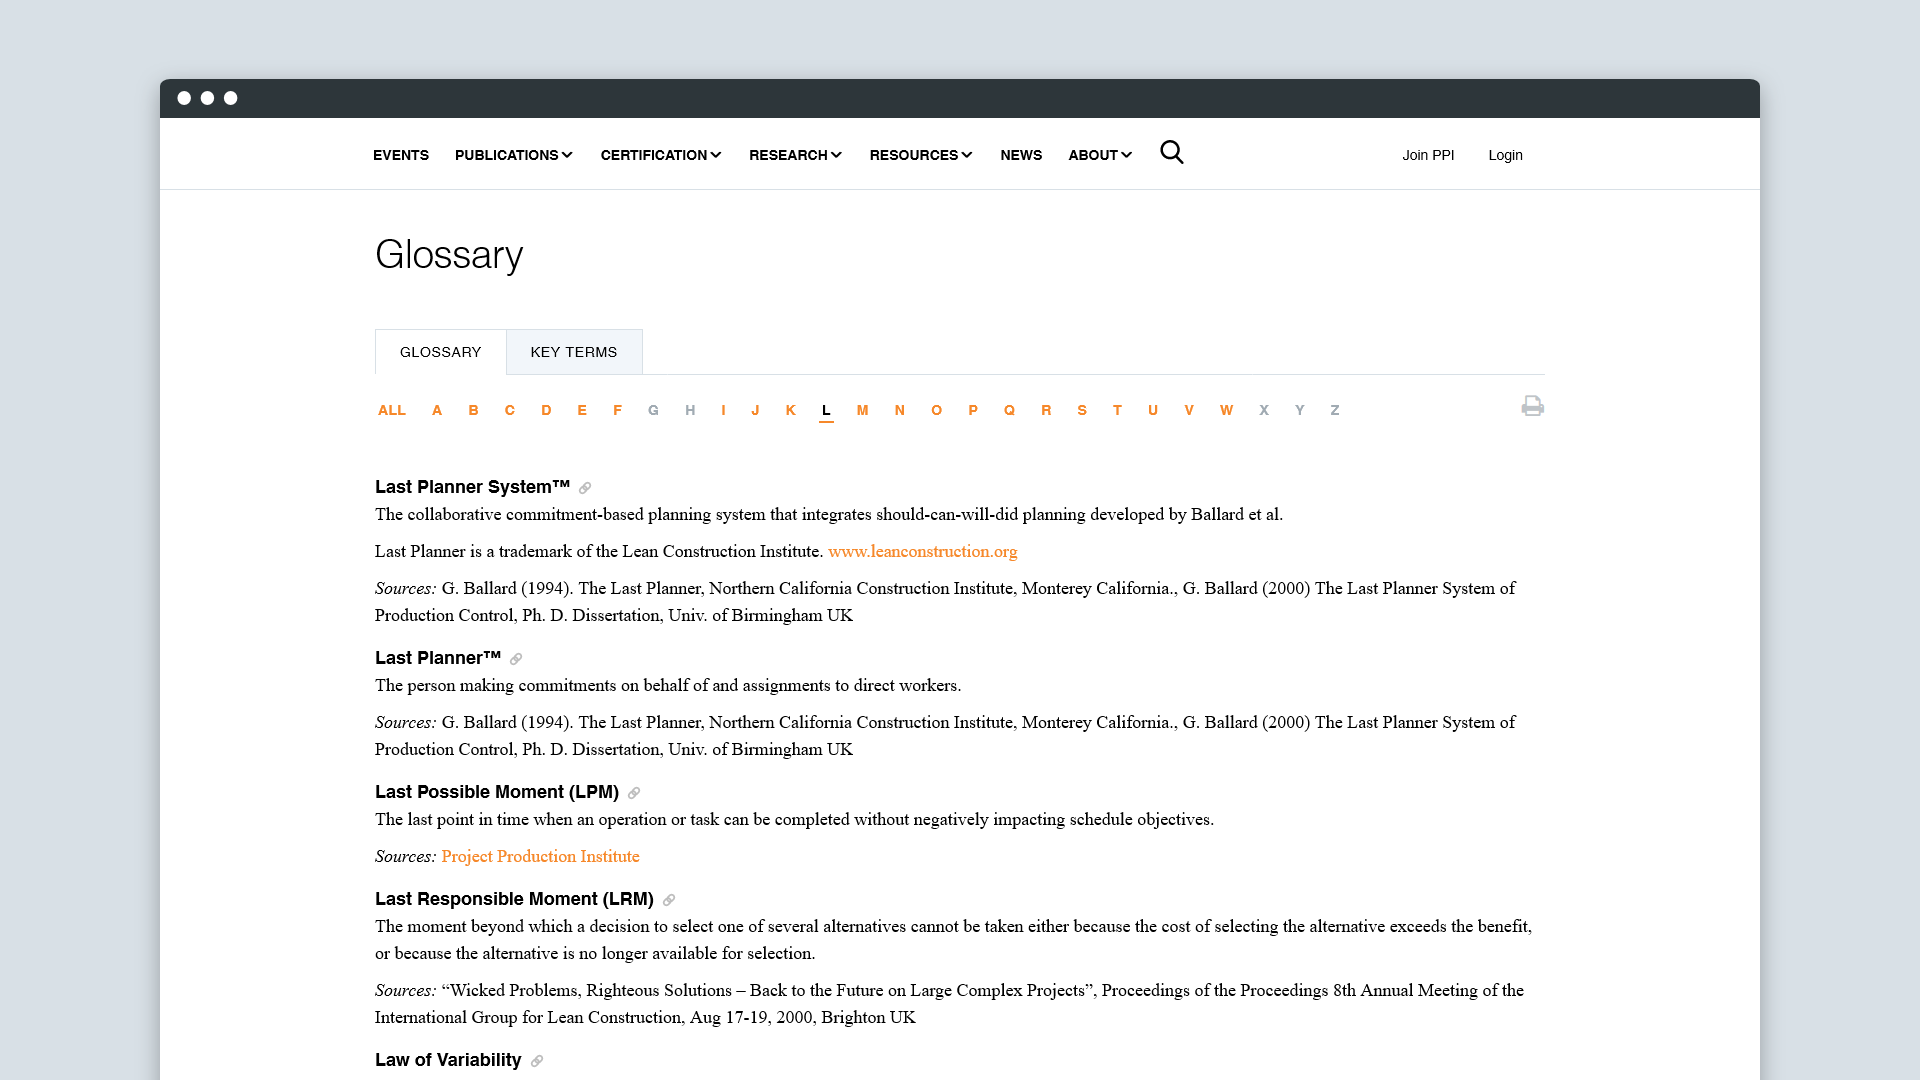 EVENTS PUBLICATIONS CERTIFICATION RESEARCH RESOURCES NEWS ABOUT Join PPI Login
Glossary
GLOSSARY KEY TERMS
ALL A B C D E F G H I J K L M N O P Q R S T U V W X Y Z
Last Planner System™
The collaborative commitment-based planning system that integrates should-can-will-did planning developed by Ballard et al.
Last Planner is a trademark of the Lean Construction Institute. www.leanconstruction.org
Sources: G. Ballard (1994). The Last Planner, Northern California Construction Institute, Monterey California., G. Ballard (2000) The Last Planner System of
Production Control, Ph. D. Dissertation, Univ. of Birmingham UK
Last Planner™
The person making commitments on behalf of and assignments to direct workers.
Sources: G. Ballard (1994). The Last Planner, Northern California Construction Institute, Monterey California., G. Ballard (2000) The Last Planner System of
Production Control, Ph. D. Dissertation, Univ. of Birmingham UK
Last Possible Moment (LPM)
The last point in time when an operation or task can be completed without negatively impacting schedule objectives.
Sources: Project Production Institute
Last Responsible Moment (LRM)
The moment beyond which a decision to select one of several alternatives cannot be taken either because the cost of selecting the alternative exceeds the benefit,
or because the alternative is no longer available for selection.
Sources: “Wicked Problems, Righteous Solutions – Back to the Future on Large Complex Projects”, Proceedings of the Proceedings 8th Annual Meeting of the
International Group for Lean Construction, Aug 17-19, 2000, Brighton UK
Law of Variability